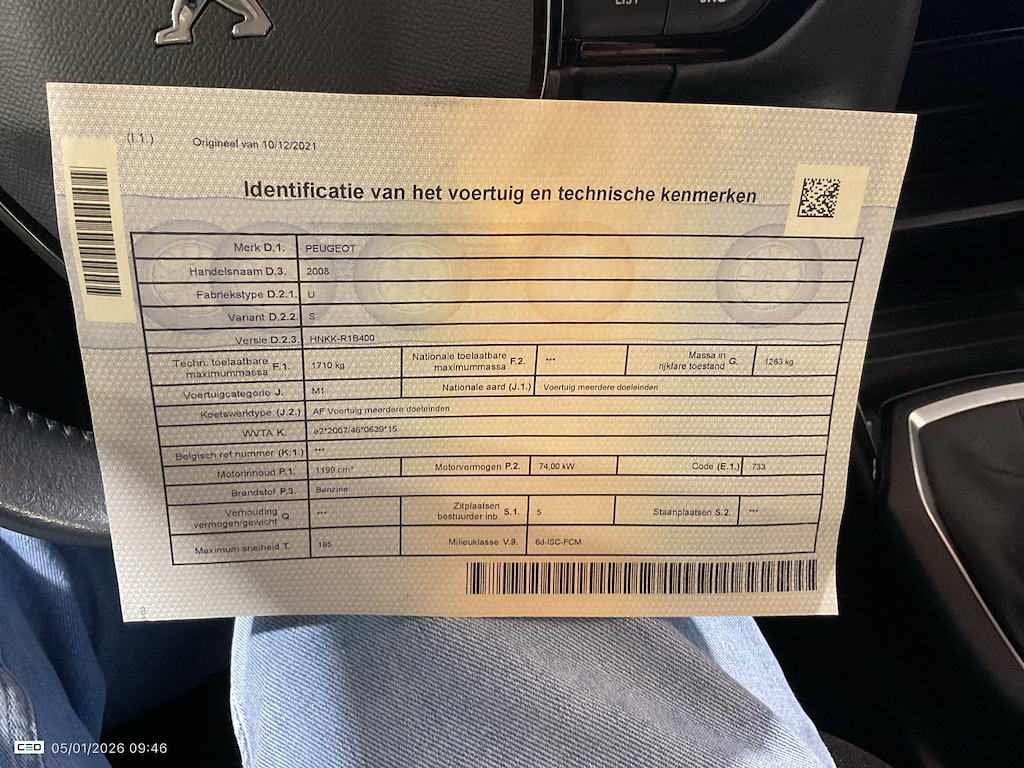 LIST
(I.1.) Origineel van 10/12/2021
Identificatie van het voertuig en technische kenmerken
Merk D.1. PEUGEOT
Handelsnaam D.3. 2008
Fabriekstype D.2.1. U
Variant D.2.2. S
Versie D.2.3. HNKK-R1B400
Techn. toelaatbare maximummassa F.1. 1710 kg Nationale toelaatbare maximummassa F.2. *** Massa in rijklare toestand G. 1263 kg
Voertuigcategorie J. M1 Nationale aard (J.1.) Voertuig meerdere doeleinden
Koetswerktype (J.2.) AF Voertuig meerdere doeleinden
WVTA K. e2*2007/46*0639*15
Belgisch ref.nummer (K.1.) ***
Motorinhoud P.1. 1199 cm³ Motorvermogen P.2. 74,00 kW Code (E.1.) 733
Brandstof P.3. Benzine
Verhouding vermogen/gewicht Q. *** Zitplaatsen bestuurder inb. S.1. 5 Staanplaatsen S.2. ***
Maximum snelheid T. 185 Milieuklasse V.9. 6d-ISC-FCM
CEO 05/01/2026 09:46